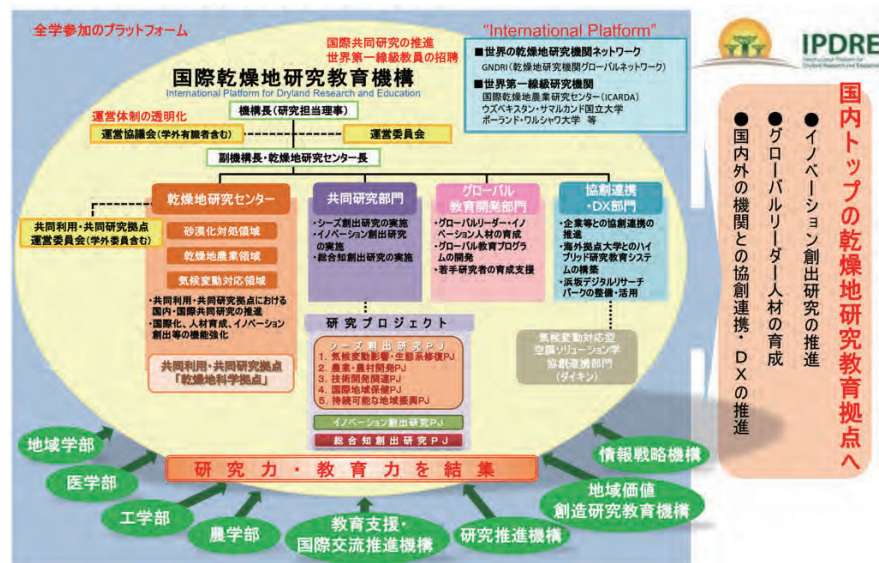 全学参加のプラットフォーム
国際共同研究の推進
世界第一線級教員の招聘
国際乾燥地研究教育機構
International Platform for Dryland Research and Education
機構長(研究担当理事)
運営体制の透明化
運営協議会(学外有識者含む)
運営委員会
副機構長・乾燥地研究センター長
“International Platform”
■世界の乾燥地研究機関ネットワーク
GNDRI(乾燥地研究機関グローバルネットワーク)
■世界第一線級研究機関
国際乾燥地農業研究センター(ICARDA)
ウズベキスタン・サマルカンド国立大学
ポーランド・ワルシャワ大学 等
共同利用・共同研究拠点
運営委員会(学外委員含む)
乾燥地研究センター
砂漠化対処領域
乾燥地農業領域
気候変動対応領域
・共同利用・共同研究拠点における
国内・国際共同研究の推進
・国際化、人材育成、イノベーション
創出等の機能強化
共同利用・共同研究拠点
「乾燥地科学拠点」
共同研究部門
・シーズ創出研究の実施
・イノベーション創出研究
の実施
・総合知創出研究の実施
研究プロジェクト
シーズ創出研究PJ
1. 気候変動影響・生態系修復PJ
2. 農業・農村開発PJ
3. 技術開発関連PJ
4. 国際地域保健PJ
5. 持続可能な地域振興PJ
イノベーション創出研究PJ
総合知創出研究PJ
グローバル
教育開発部門
・グローバルリーダー・イノ
ベーション人材の育成
・グローバル教育プログラ
ムの開発
・若手研究者の育成支援
協創連携
・DX部門
・企業等との協創連携の
推進
・海外拠点大学とのハイ
ブリッド研究教育システ
ムの構築
・浜坂デジタルリサーチ
パークの整備・活用
気候変動対応型
空調ソリューション学
協創連携部門
(ダイキン)
研究力・教育力を結集
地域学部
医学部
工学部
農学部
教育支援・
国際交流推進機構
研究推進機構
地域価値
創造研究教育機構
情報戦略機構
IPDRE
International Platform for
Dryland Research and Education
国内トップの乾燥地研究教育拠点へ
●イノベーション創出研究の推進
●グローバルリーダー人材の育成
●国内外の機関との協創連携・DXの推進